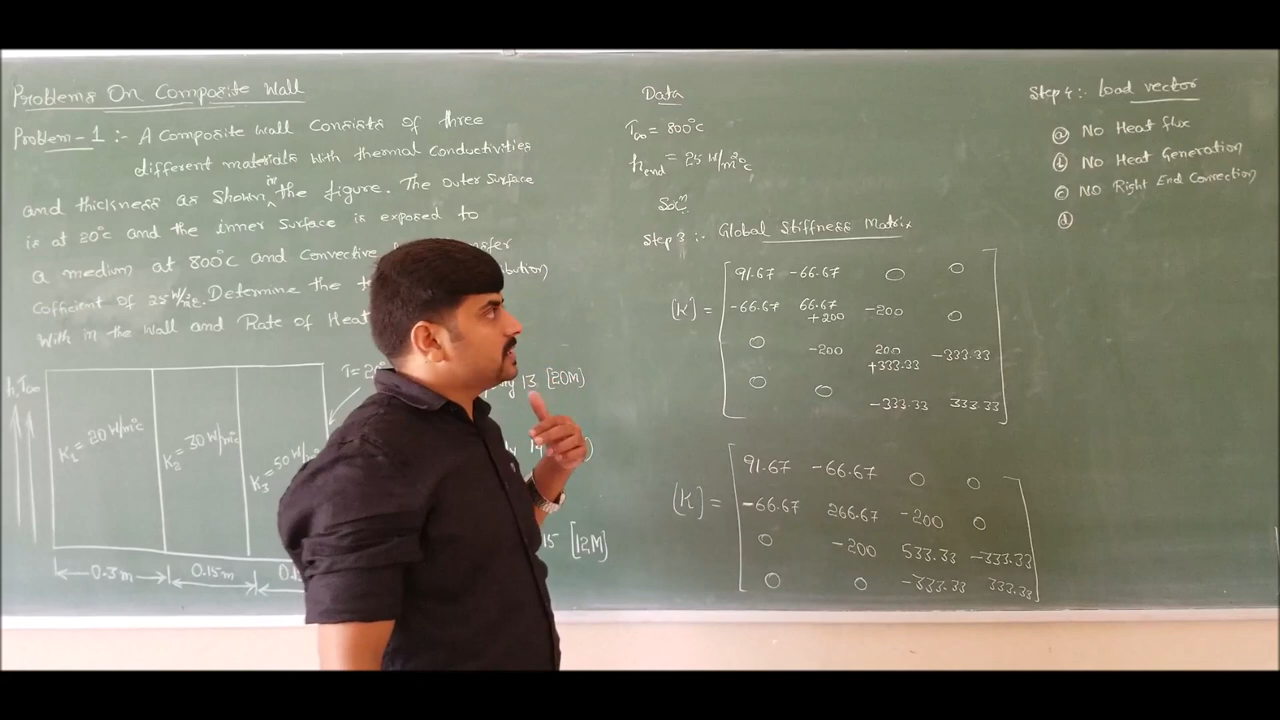 Problems On Composite Wall
Problem-1 :- A Composite Wall Consists of three
different materials with thermal Conductivities
and thickness as shown in the figure. The Outer Surface
is at 20°c and the inner Surface is exposed to
a medium at 800°C and Convective
Cofficient of 25 W/m²c. Determine the
With in the Wall and Rate of Heat
h, T∞
K₁ = 20 W/m°c
K₂ = 30 W/m°c
K₃ = 50 W/
T = 20°
0.3m
0.15m
13 [20M]
15 [12M]
Data
T∞ = 800°c
hend = 25 W/m²°c
Solⁿ
Step 3 :- Global Stiffness Matrix
[K] =
91.67 -66.67 0 0
-66.67 66.67 +200 -200 0
0 -200 200 +333.33 -333.33
0 0 -333.33 333.33
[K] =
91.67 -66.67 0 0
-66.67 266.67 -200 0
0 -200 533.33 -333.33
0 0 -333.33 333.33
Step 4 :- Load vector
ⓐ No Heat flix
ⓑ No Heat Generation
ⓒ NO Right End Convection
ⓓ